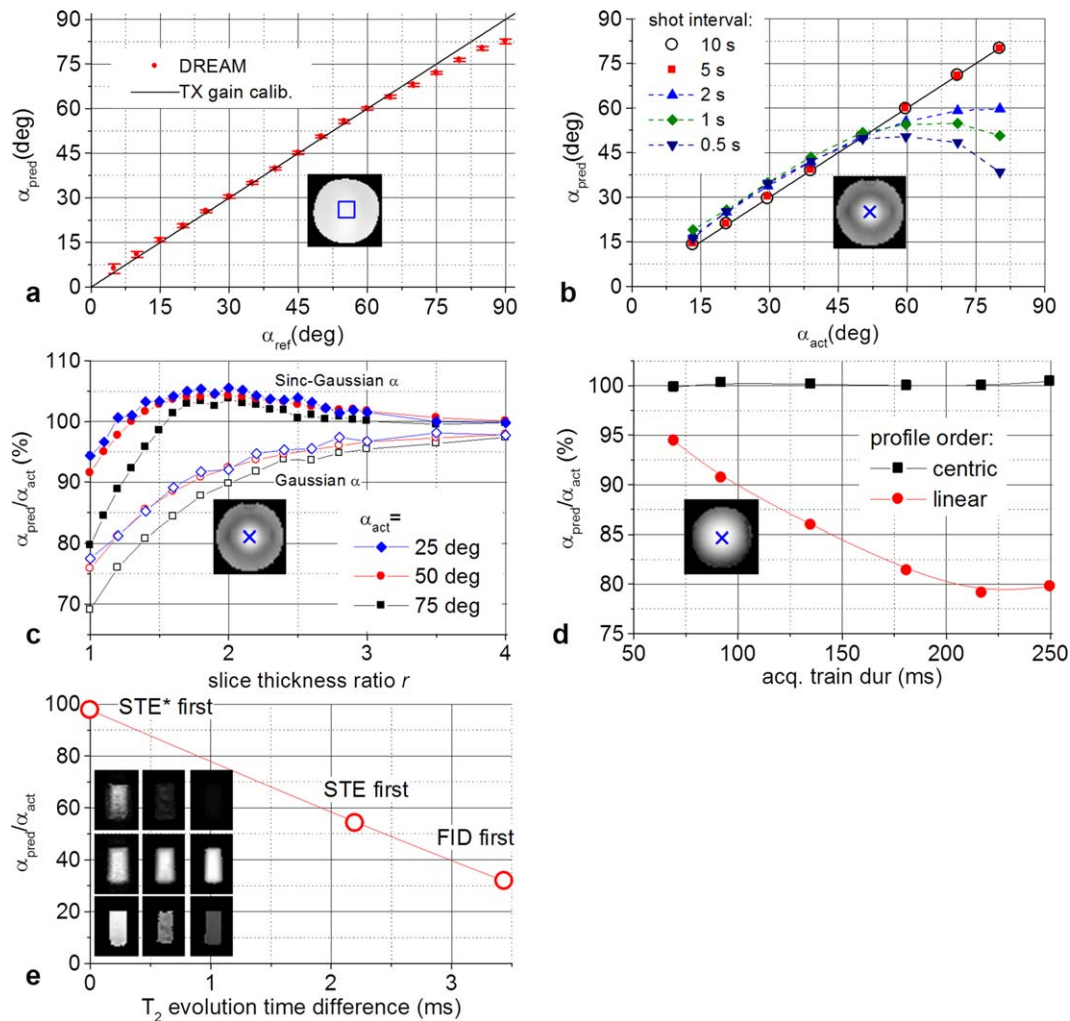 90
75
60
45
30
15
0
α_pred(deg)
DREAM
TX gain calib.
0 15 30 45 60 75 90
α_ref(deg)
a
shot interval:
10 s
5 s
2 s
1 s
0.5 s
90
75
60
45
30
15
0
α_pred(deg)
0 15 30 45 60 75 90
α_act(deg)
b
110
100
90
80
70
α_pred/α_act (%)
Sinc-Gaussian α
Gaussian α
α_act=
25 deg
50 deg
75 deg
1 2 3 4
slice thickness ratio r
c
100
95
90
85
80
75
α_pred/α_act (%)
profile order:
centric
linear
50 100 150 200 250
acq. train dur (ms)
d
100
80
60
40
20
0
α_pred/α_act
STE* first
STE first
FID first
0 1 2 3
T₂ evolution time difference (ms)
e